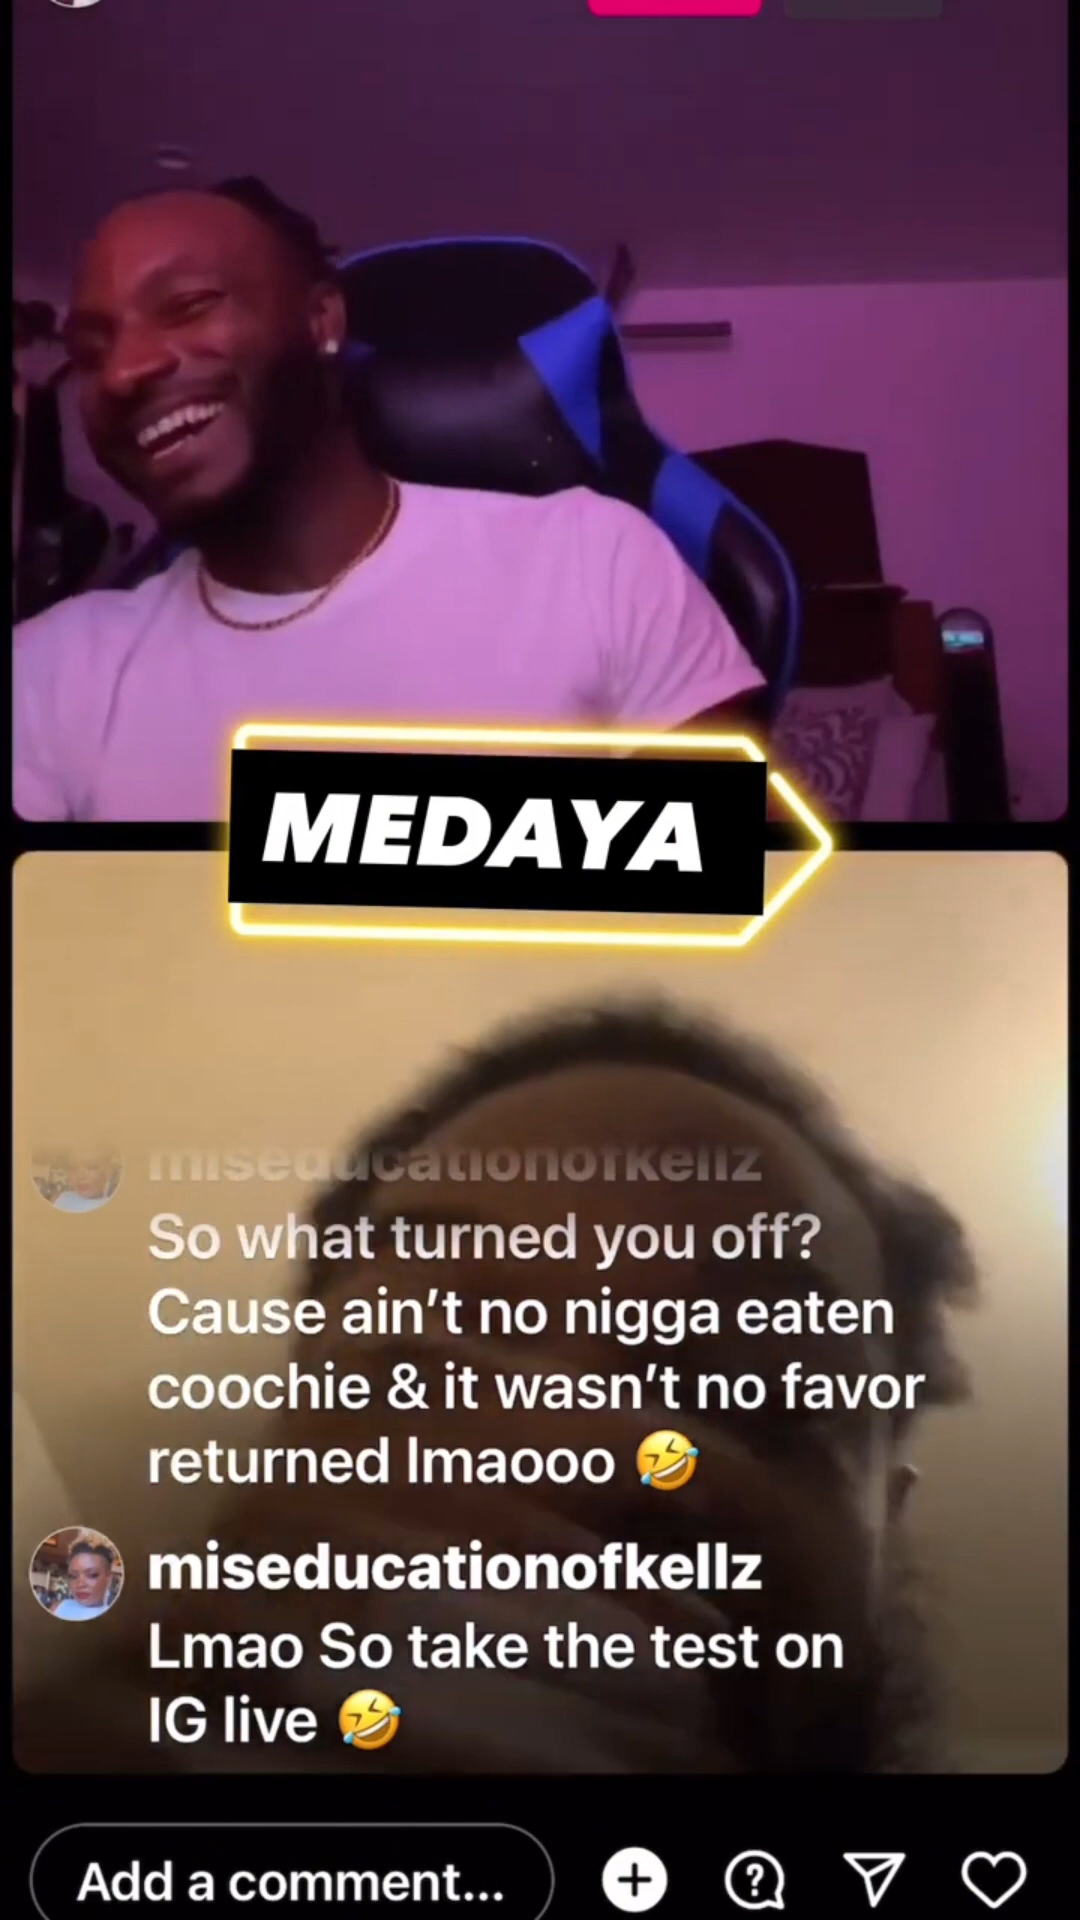 MEDAYA
miseducationofkellz
So what turned you off?
Cause ain't no nigga eaten
coochie & it wasn't no favor
returned lmaooo 🤣
miseducationofkellz
Lmao So take the test on
IG live 🤣
Add a comment...